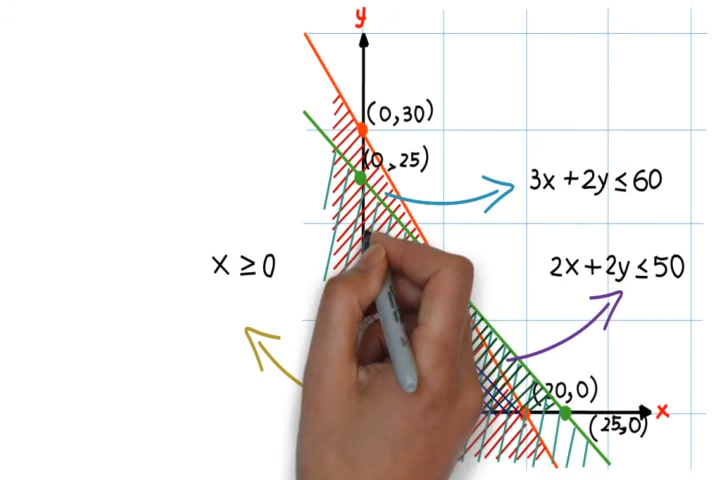 y
(0,30)
(0,25)
3x+2y≤60
x ≥0
2x+2y≤50
(20,0)
x
(25,0)